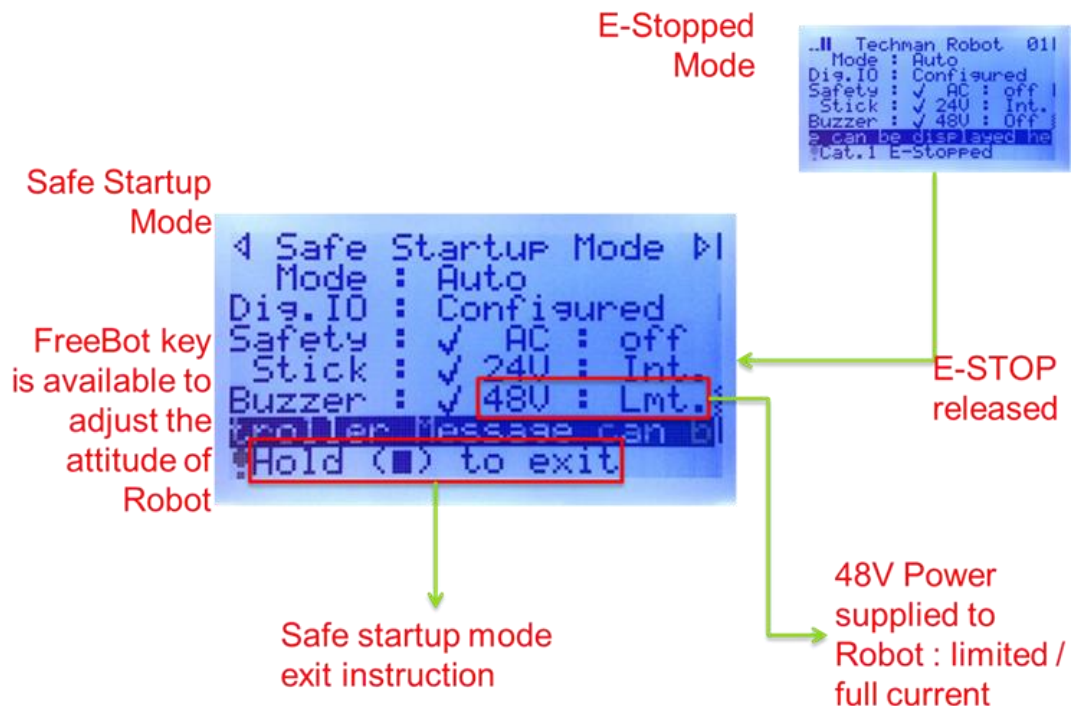 E-Stopped
Mode
..II Techman Robot 01
Mode : Auto
Dig.IO : Configured
Safety : ✓ AC : off
Stick : ✓ 24V : Int.
Buzzer : ✓ 48V : Off
e can be displayed he
Cat.1 E-Stopped
Safe Startup
Mode
◁ Safe Startup Mode ▷
Mode : Auto
Dig.IO : Configured
Safety : ✓ AC : off
Stick : ✓ 24V : Int.
Buzzer : ✓ 48V : Lmt.
troller Message can b
Hold (■) to exit
FreeBot key
is available to
adjust the
attitude of
Robot
E-STOP
released
Safe startup mode
exit instruction
48V Power
supplied to
Robot : limited /
full current